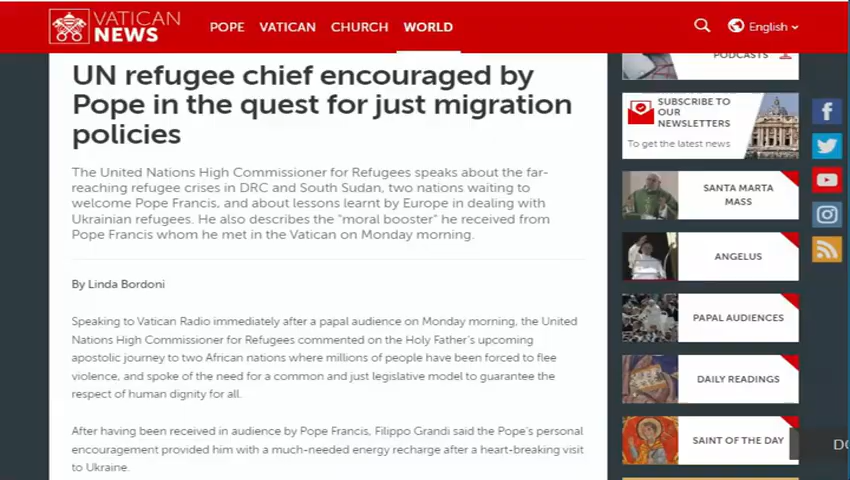 VATICAN
NEWS
POPE VATICAN CHURCH WORLD
English
UN refugee chief encouraged by
Pope in the quest for just migration
policies
The United Nations High Commissioner for Refugees speaks about the far-
reaching refugee crises in DRC and South Sudan, two nations waiting to
welcome Pope Francis, and about lessons learnt by Europe in dealing with
Ukrainian refugees. He also describes the "moral booster" he received from
Pope Francis whom he met in the Vatican on Monday morning.
By Linda Bordoni
Speaking to Vatican Radio immediately after a papal audience on Monday morning, the United
Nations High Commissioner for Refugees commented on the Holy Father's upcoming
apostolic journey to two African nations where millions of people have been forced to flee
violence, and spoke of the need for a common and just legislative model to guarantee the
respect of human dignity for all.
After having been received in audience by Pope Francis, Filippo Grandi said the Pope's personal
encouragement provided him with a much-needed energy recharge after a heart-breaking visit
to Ukraine.
PODCASTS
SUBSCRIBE TO
OUR
NEWSLETTERS
To get the latest news
SANTA MARTA
MASS
ANGELUS
PAPAL AUDIENCES
DAILY READINGS
SAINT OF THE DAY